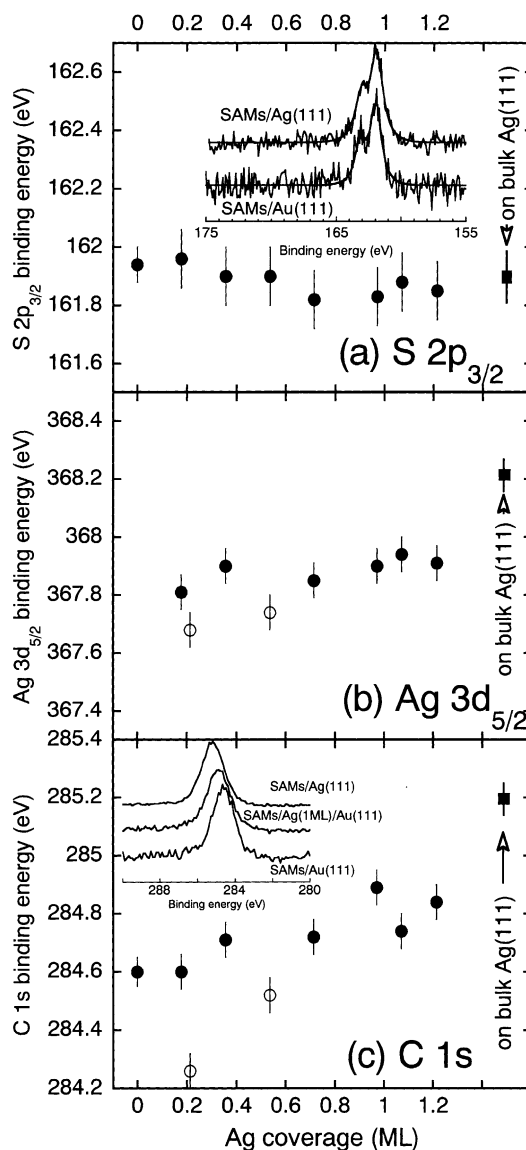 0 0.2 0.4 0.6 0.8 1 1.2
S 2p3/2 binding energy (eV)
162.6
162.4
162.2
162
161.8
161.6
SAMs/Ag(111)
SAMs/Au(111)
175 165 155
Binding energy (eV)
on bulk Ag(111)
(a) S 2p3/2
Ag 3d5/2 binding energy (eV)
368.4
368.2
368
367.8
367.6
367.4
on bulk Ag(111)
(b) Ag 3d5/2
C 1s binding energy (eV)
285.4
285.2
285
284.8
284.6
284.4
284.2
SAMs/Ag(111)
SAMs/Ag(1ML)/Au(111)
SAMs/Au(111)
288 284 280
Binding energy (eV)
on bulk Ag(111)
(c) C 1s
0 0.2 0.4 0.6 0.8 1 1.2
Ag coverage (ML)